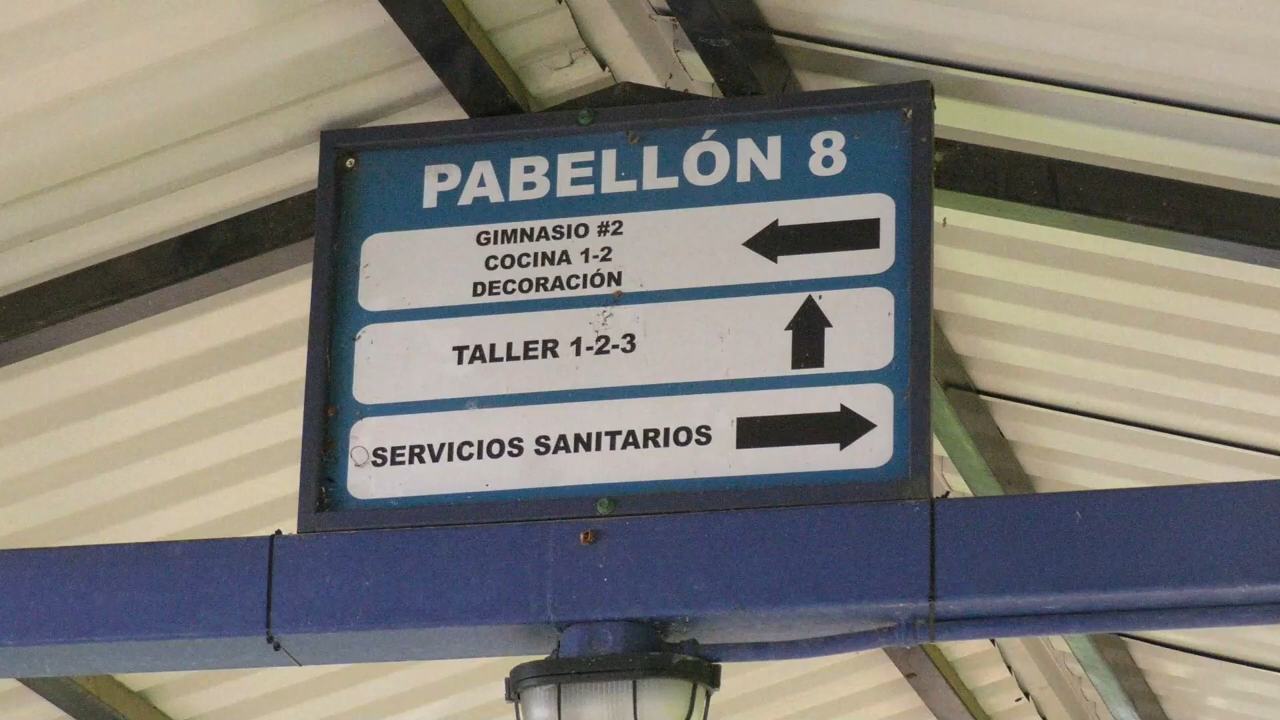 PABELLÓN 8
GIMNASIO #2
COCINA 1-2
DECORACIÓN
TALLER 1-2-3
SERVICIOS SANITARIOS